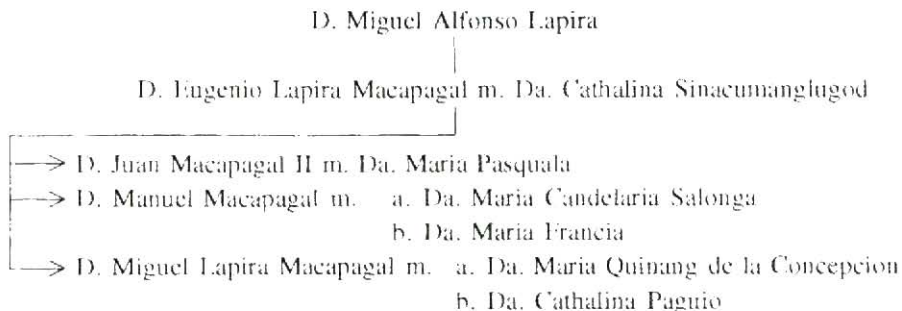 D. Miguel Alfonso Lapira
D. Eugenio Lapira Macapagal m. Da. Cathalina Sinacumanglugod
D. Juan Macapagal II m. Da. Maria Pasquala
D. Manuel Macapagal m. a. Da. Maria Candelaria Salonga
b. Da. Maria Francia
D. Miguel Lapira Macapagal m. a. Da. Maria Quinang de la Concepcion
b. Da. Cathalina Paguio